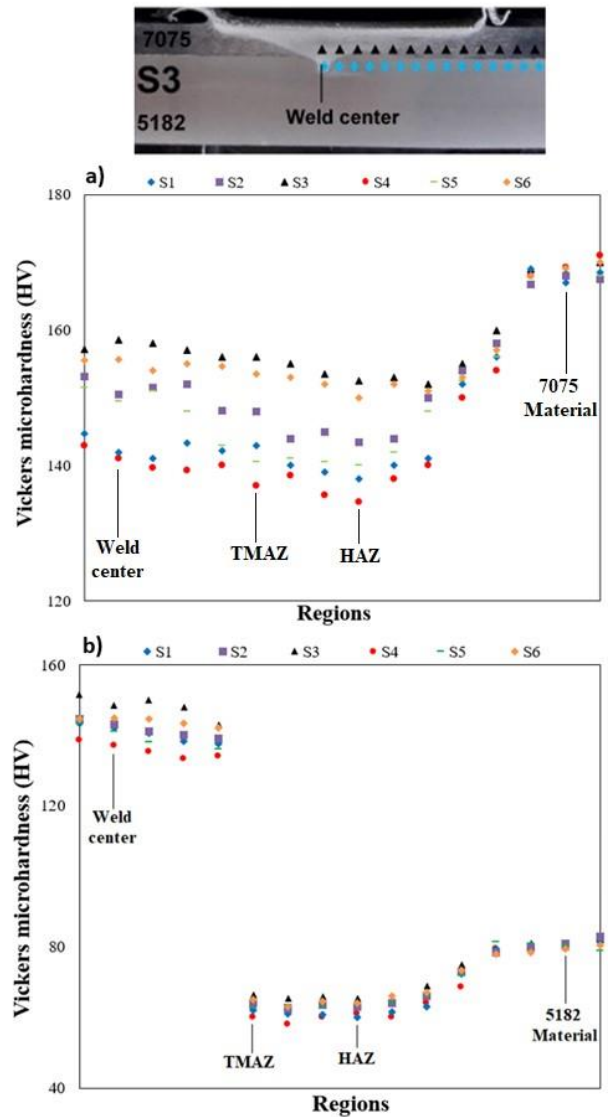 7075
S3
5182
Weld center
a)
S1 S2 S3 S4 S5 S6
Vickers microhardness (HV)
180
160
140
120
Weld
center
TMAZ
HAZ
7075
Material
Regions
b)
S1 S2 S3 S4 S5 S6
Vickers microhardness (HV)
160
120
80
40
Weld
center
TMAZ
HAZ
5182
Material
Regions